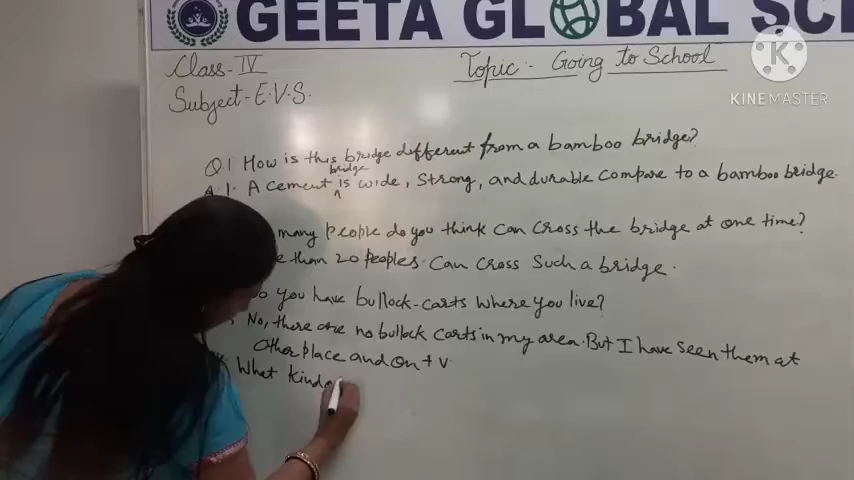 GEETA GLOBAL SC
KINEMASTER
Class-IV
Topic- Going to School
Subject- E.V.S.
Q1 How is this bridge different from a bamboo bridge?
bridge
A.1. A cement is wide, strong, and durable compare to a bamboo bridge.
many people do you think can cross the bridge at one time?
than 20 peoples. Can cross such a bridge.
you have bullock-carts where you live?
No, there are no bullock carts in my area. But I have seen them at
other place and on t v.
What kind